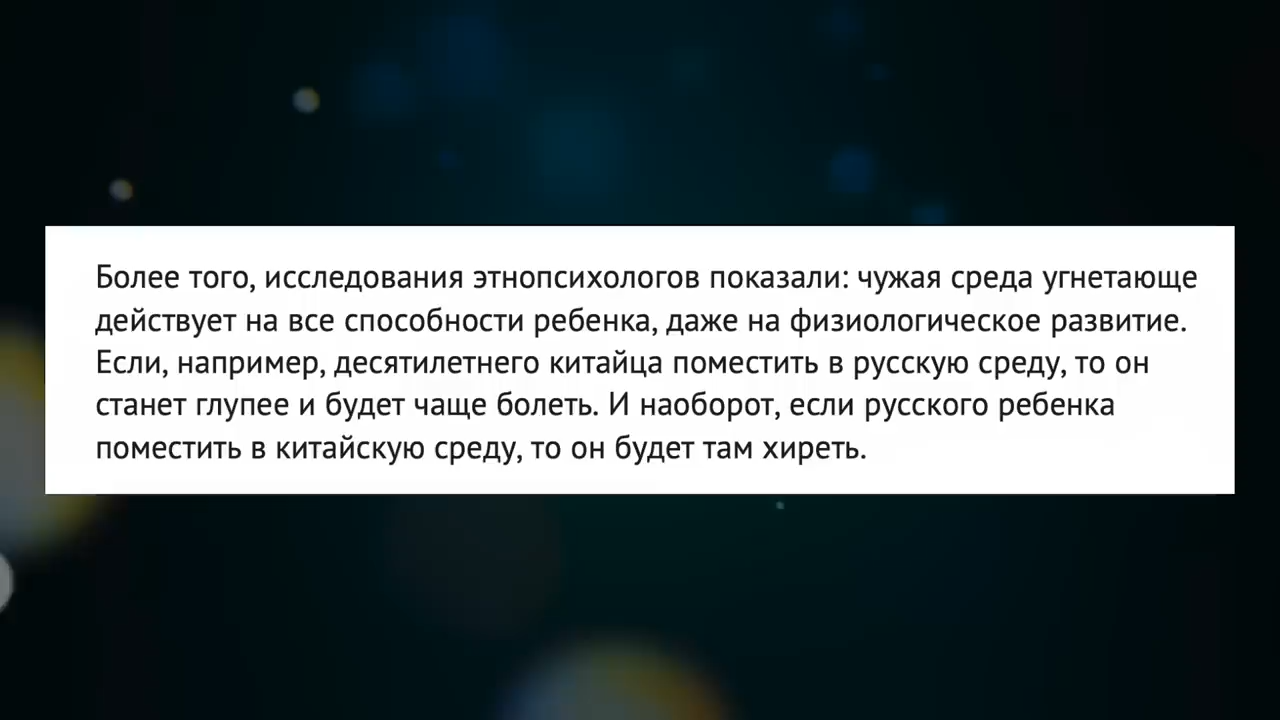 Более того, исследования этнопсихологов показали: чужая среда угнетающе
действует на все способности ребенка, даже на физиологическое развитие.
Если, например, десятилетнего китайца поместить в русскую среду, то он
станет глупее и будет чаще болеть. И наоборот, если русского ребенка
поместить в китайскую среду, то он будет там хиреть.